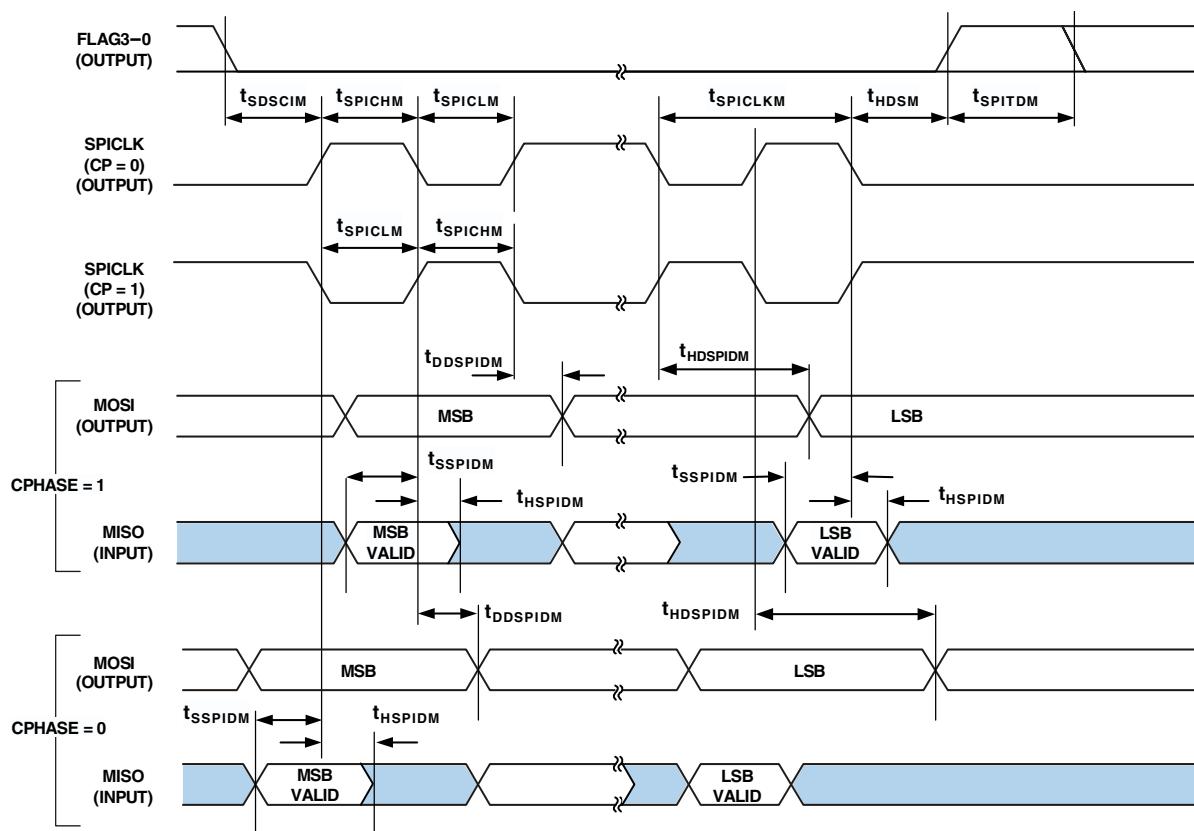 FLAG3–0
(OUTPUT)
tSDSCIM
tSPICHM
tSPICLM
tSPICLKM
tHDSM
tSPITDM
SPICLK
(CP = 0)
(OUTPUT)
tSPICLM
tSPICHM
SPICLK
(CP = 1)
(OUTPUT)
tDDSPIDM
tHDSPIDM
CPHASE = 1
MOSI
(OUTPUT)
MSB
LSB
tSSPIDM
tHSPIDM
tSSPIDM
tHSPIDM
MISO
(INPUT)
MSB
VALID
LSB
VALID
tDDSPIDM
tHDSPIDM
CPHASE = 0
MOSI
(OUTPUT)
MSB
LSB
tSSPIDM
tHSPIDM
MISO
(INPUT)
MSB
VALID
LSB
VALID